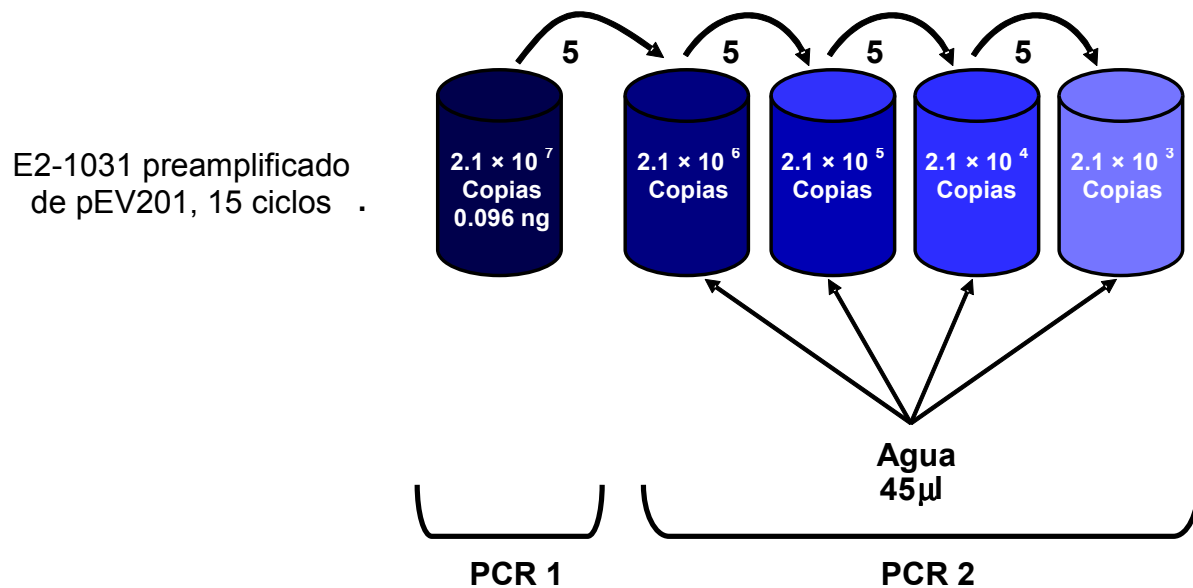 5 5 5 5
E2-1031 preamplificado
de pEV201, 15 ciclos .
2.1 × 10 7
Copias
0.096 ng
2.1 × 10 6
Copias
2.1 × 10 5
Copias
2.1 × 10 4
Copias
2.1 × 10 3
Copias
Agua
45µl
PCR 1
PCR 2